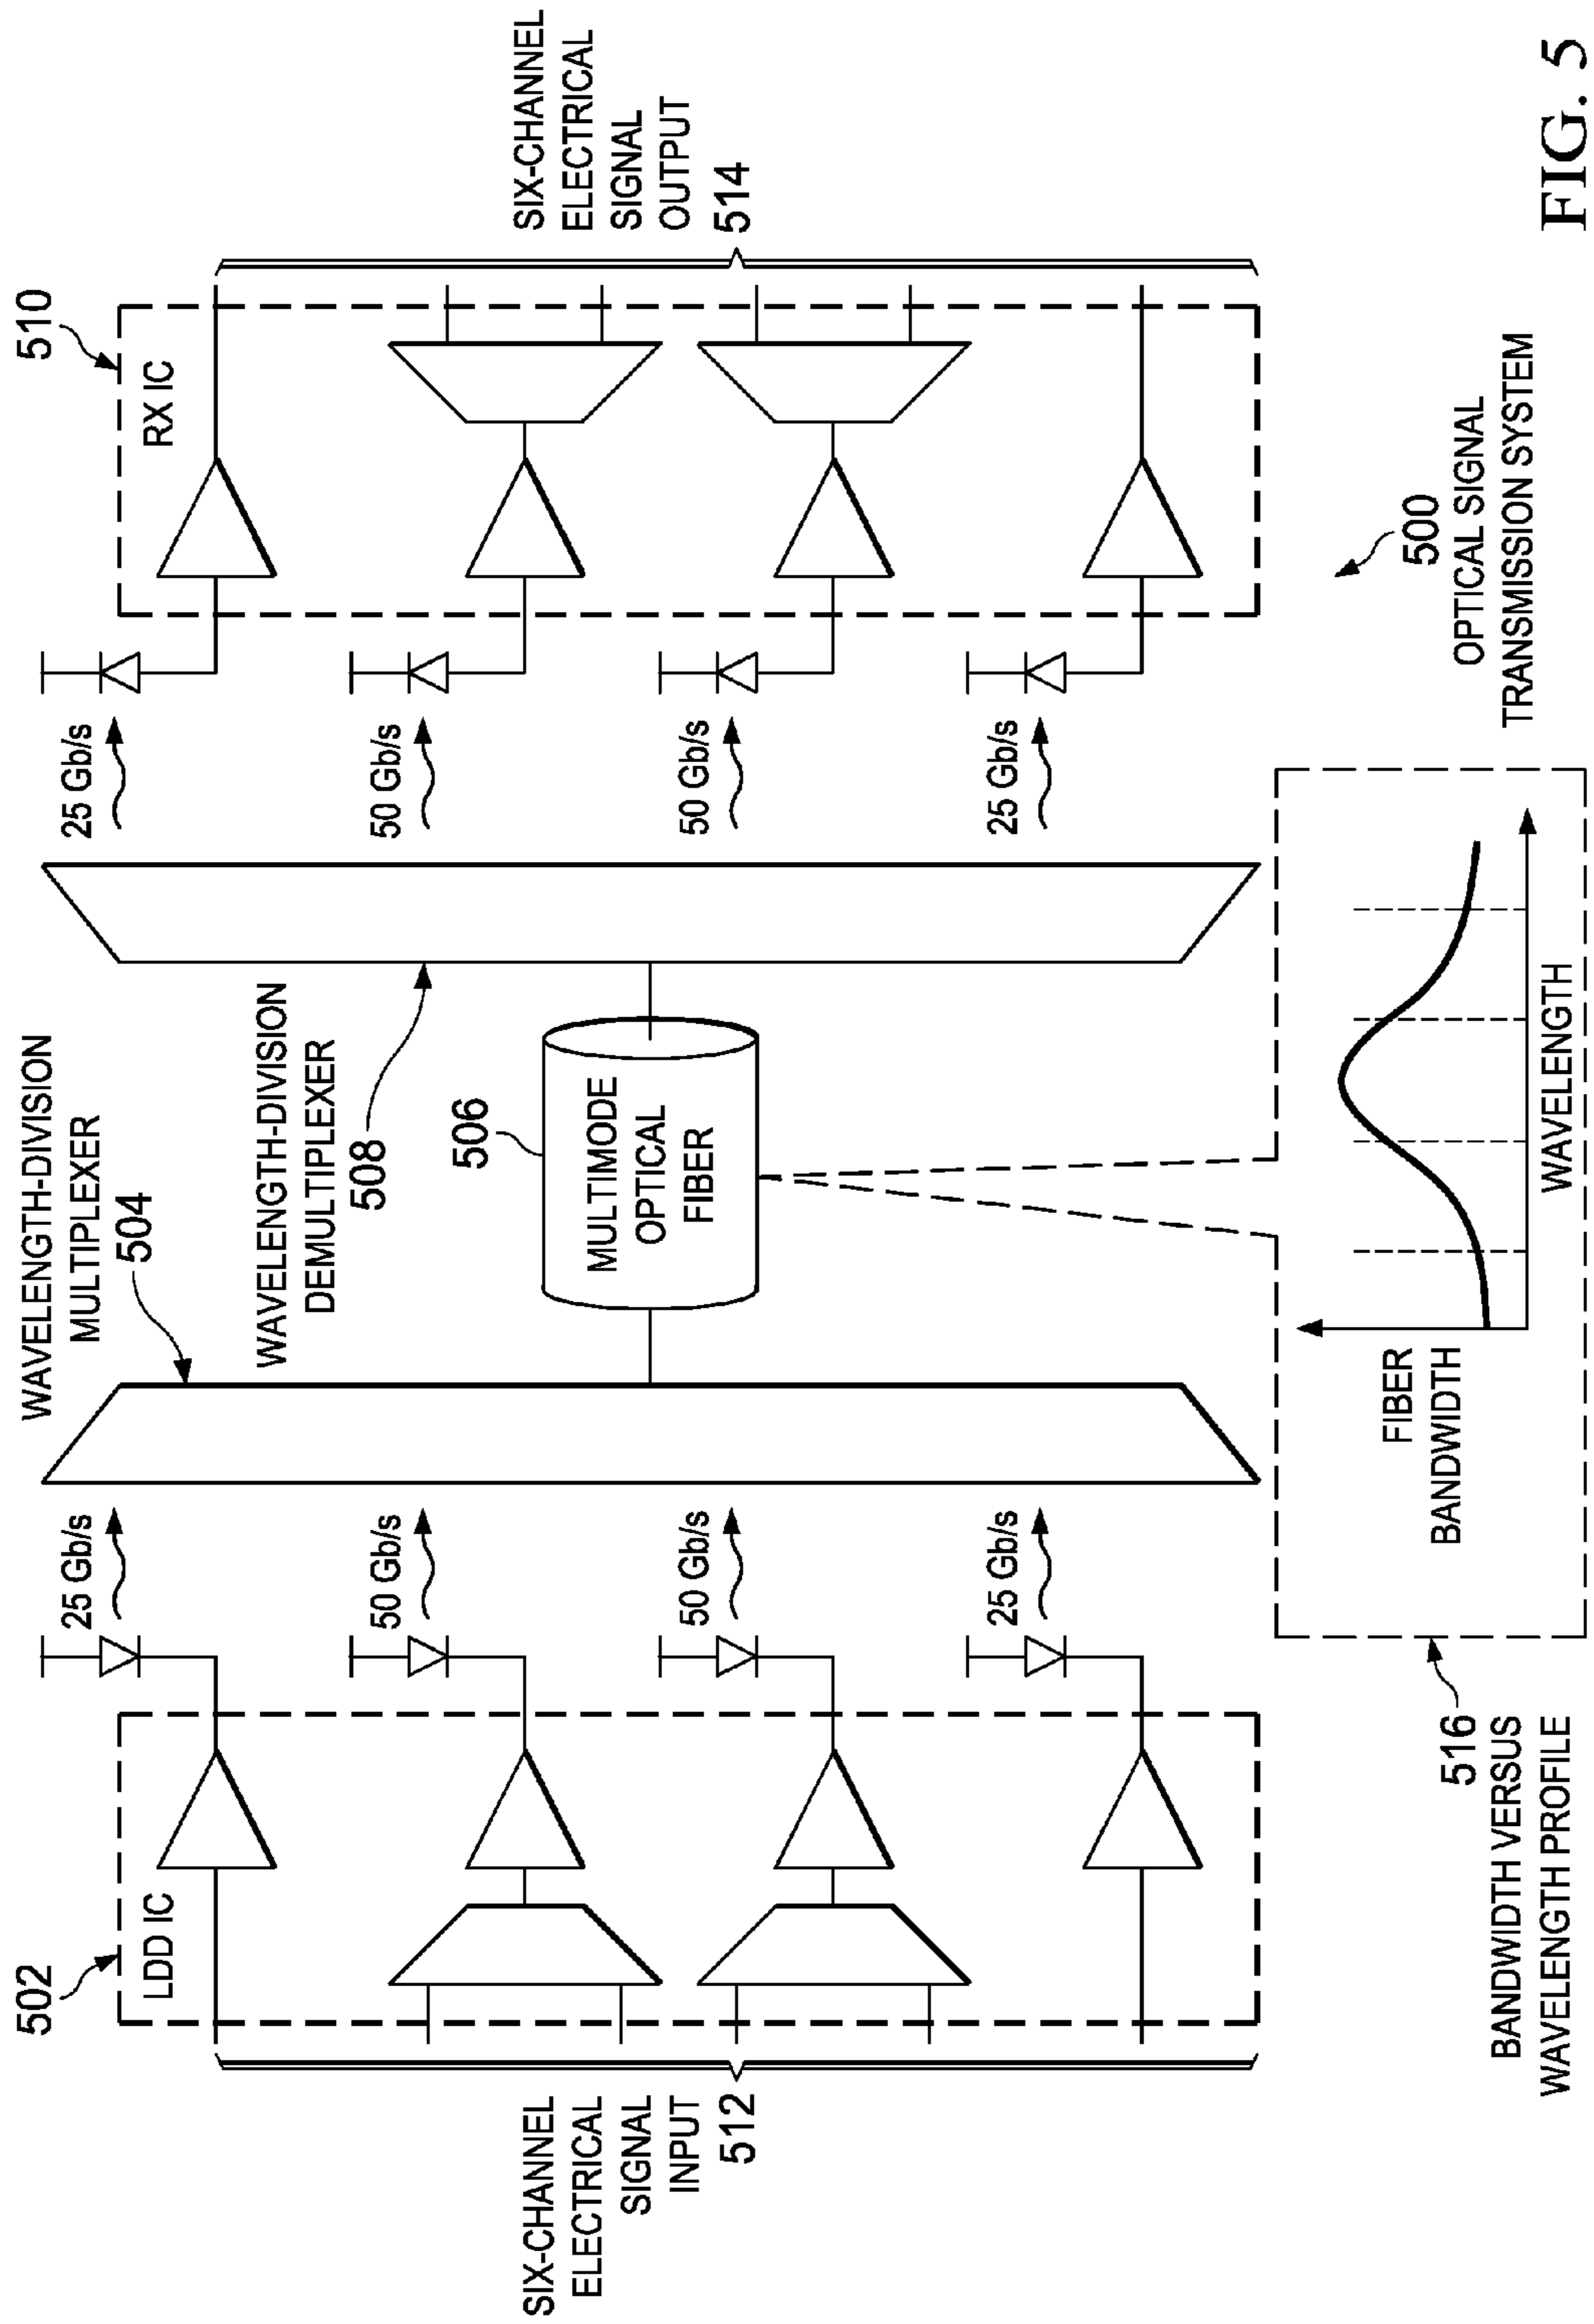 WAVELENGTH-DIVISION
MULTIPLEXER
504
WAVELENGTH-DIVISION
DEMULTIPLEXER
508
502
LDD IC
25 Gb/s
50 Gb/s
50 Gb/s
25 Gb/s
506
MULTIMODE
OPTICAL
FIBER
25 Gb/s
50 Gb/s
50 Gb/s
25 Gb/s
510
RX IC
SIX-CHANNEL
ELECTRICAL
SIGNAL
INPUT
512
SIX-CHANNEL
ELECTRICAL
SIGNAL
OUTPUT
514
516
BANDWIDTH VERSUS
WAVELENGTH PROFILE
FIBER
BANDWIDTH
WAVELENGTH
500
OPTICAL SIGNAL
TRANSMISSION SYSTEM
FIG. 5